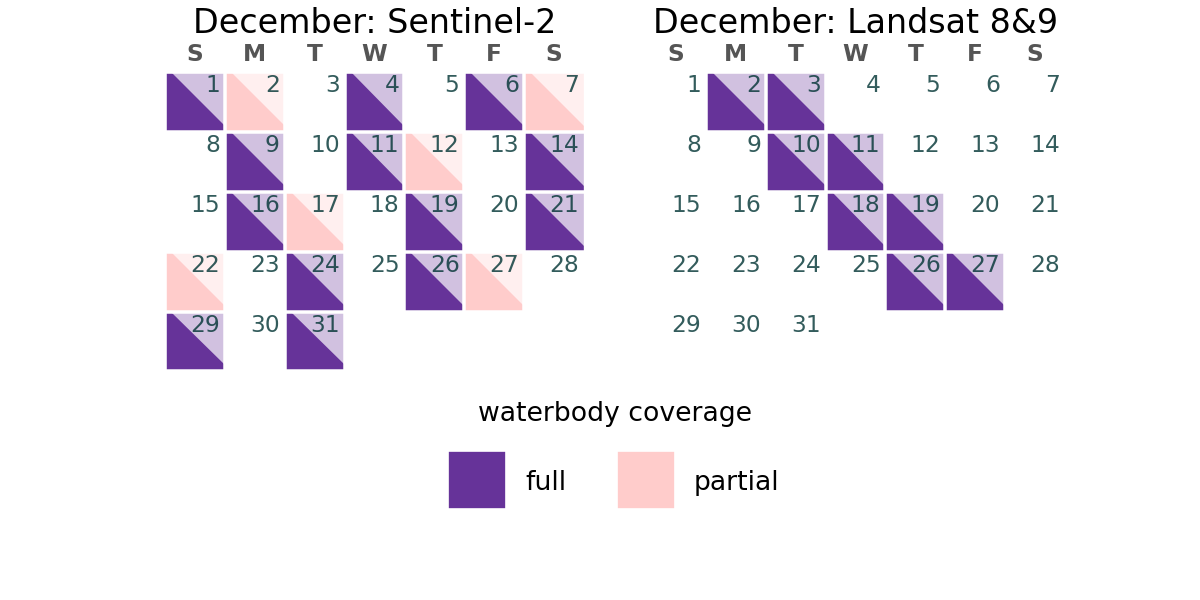 December: Sentinel-2
S M T W T F S
1 2 3 4 5 6 7
8 9 10 11 12 13 14
15 16 17 18 19 20 21
22 23 24 25 26 27 28
29 30 31
December: Landsat 8&9
S M T W T F S
1 2 3 4 5 6 7
8 9 10 11 12 13 14
15 16 17 18 19 20 21
22 23 24 25 26 27 28
29 30 31
waterbody coverage
full partial